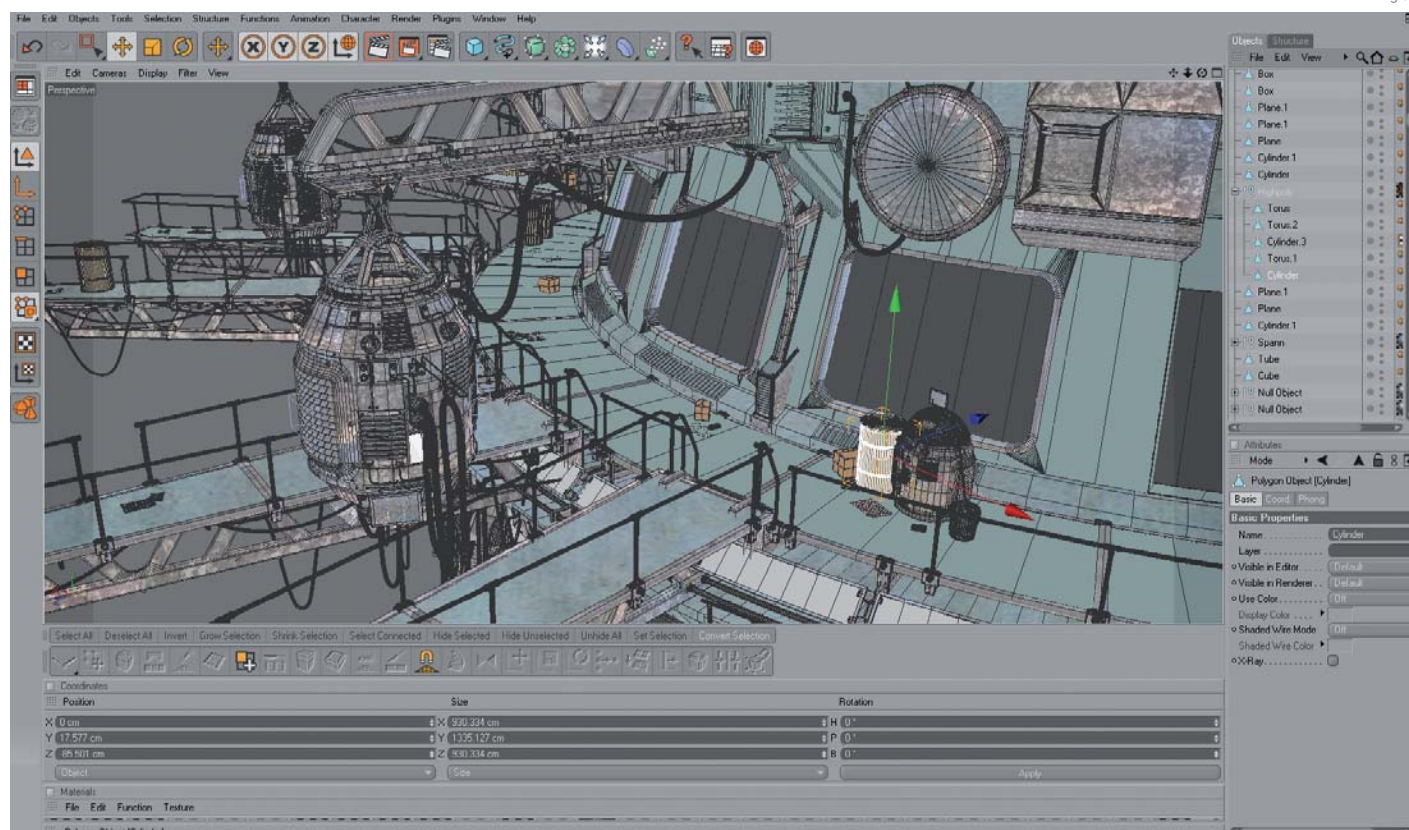 File Edit Objects Tools Selection Structure Functions Animation Character Render Plugins Window Help
Objects Structure
File Edit View
Edit Cameras Display Filter View
Perspective
Box
Box
Plane.1
Plane.1
Plane
Cylinder 1
Cylinder
Highpoly
Torus
Torus.2
Cylinder.3
Torus.1
Cylinder
Plane.1
Plane
Cylinder 1
Spann
Tube
Cube
Null Object
Null Object
Attributes
Mode
Polygon Object [Cylinder]
Basic Coord Phong
Basic Properties
Name Cylinder
Layer
Visible in Editor Default
Visible in Renderer Default
Use Color Off
Display Color
Shaded Wire Mode Off
Shaded Wire Color
X-Ray
Select All Deselect All Invert Grow Selection Shrink Selection Select Connected Hide Selected Hide Unselected Unhide All Set Selection Convert Selection
Coordinates
Position Size Rotation
X 0 cm X 930.334 cm H 0 °
Y 17.577 cm Y 1335.127 cm P 0 °
Z -85.501 cm Z 930.334 cm B 0 °
Object Size Apply
Materials
File Edit Function Texture